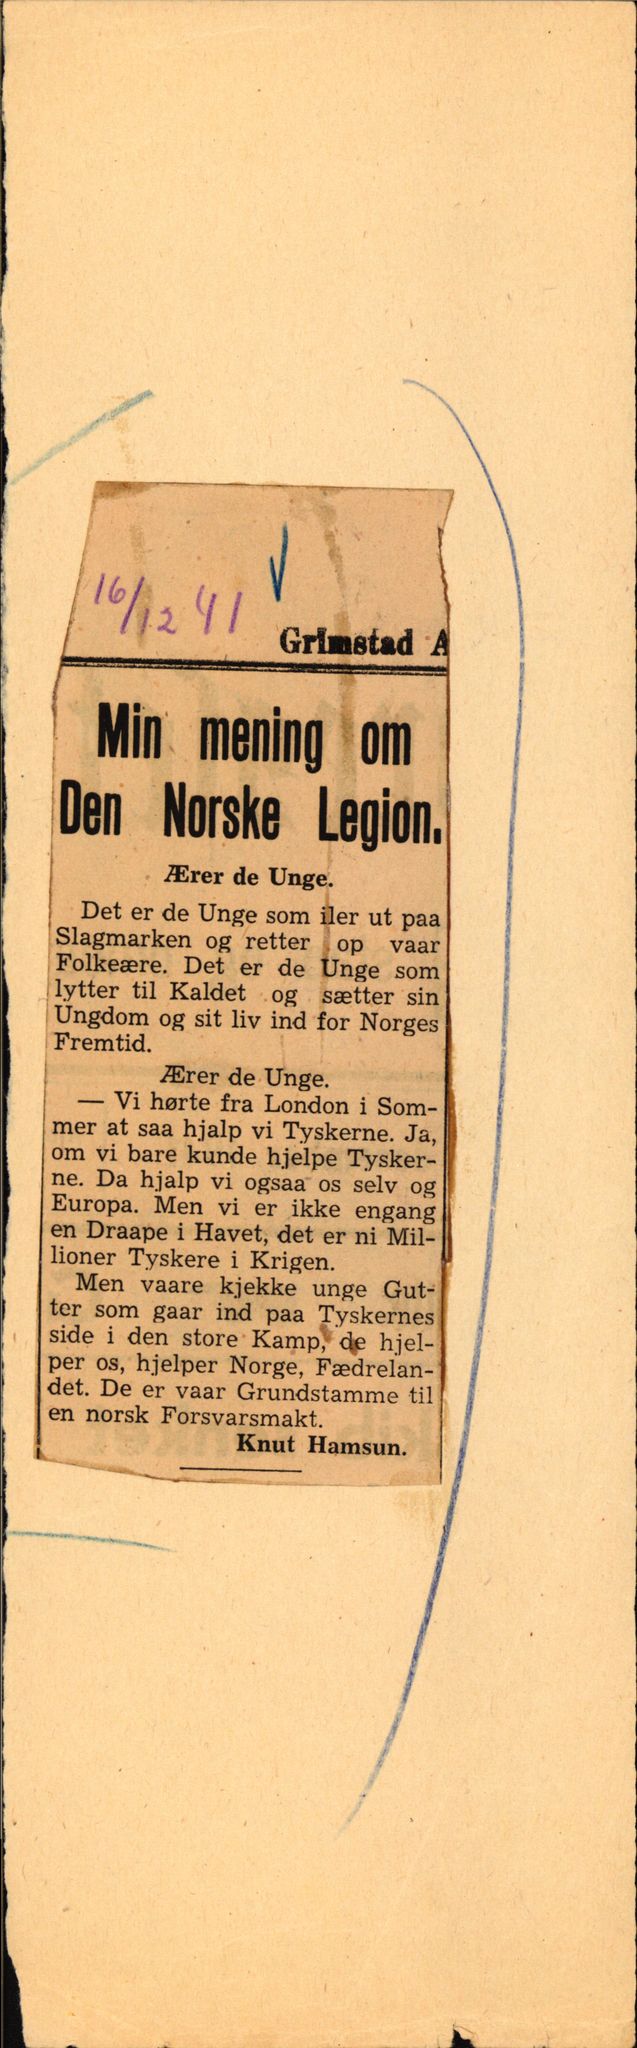 16/12 41
Grimstad A
Min mening om
Den Norske Legion.
Ærer de Unge.
Det er de Unge som iler ut paa
Slagmarken og retter op vaar
Folkeære. Det er de Unge som
lytter til Kaldet og sætter sin
Ungdom og sit liv ind for Norges
Fremtid.
Ærer de Unge.
— Vi hørte fra London i Som-
mer at saa hjalp vi Tyskerne. Ja,
om vi bare kunde hjelpe Tysker-
ne. Da hjalp vi ogsaa os selv og
Europa. Men vi er ikke engang
en Draape i Havet, det er ni Mil-
lioner Tyskere i Krigen.
Men vaare kjekke unge Gut-
ter som gaar ind paa Tyskernes
side i den store Kamp, de hjel-
per os, hjelper Norge, Fædrelan-
det. De er vaar Grundstamme til
en norsk Forsvarsmakt.
Knut Hamsun.